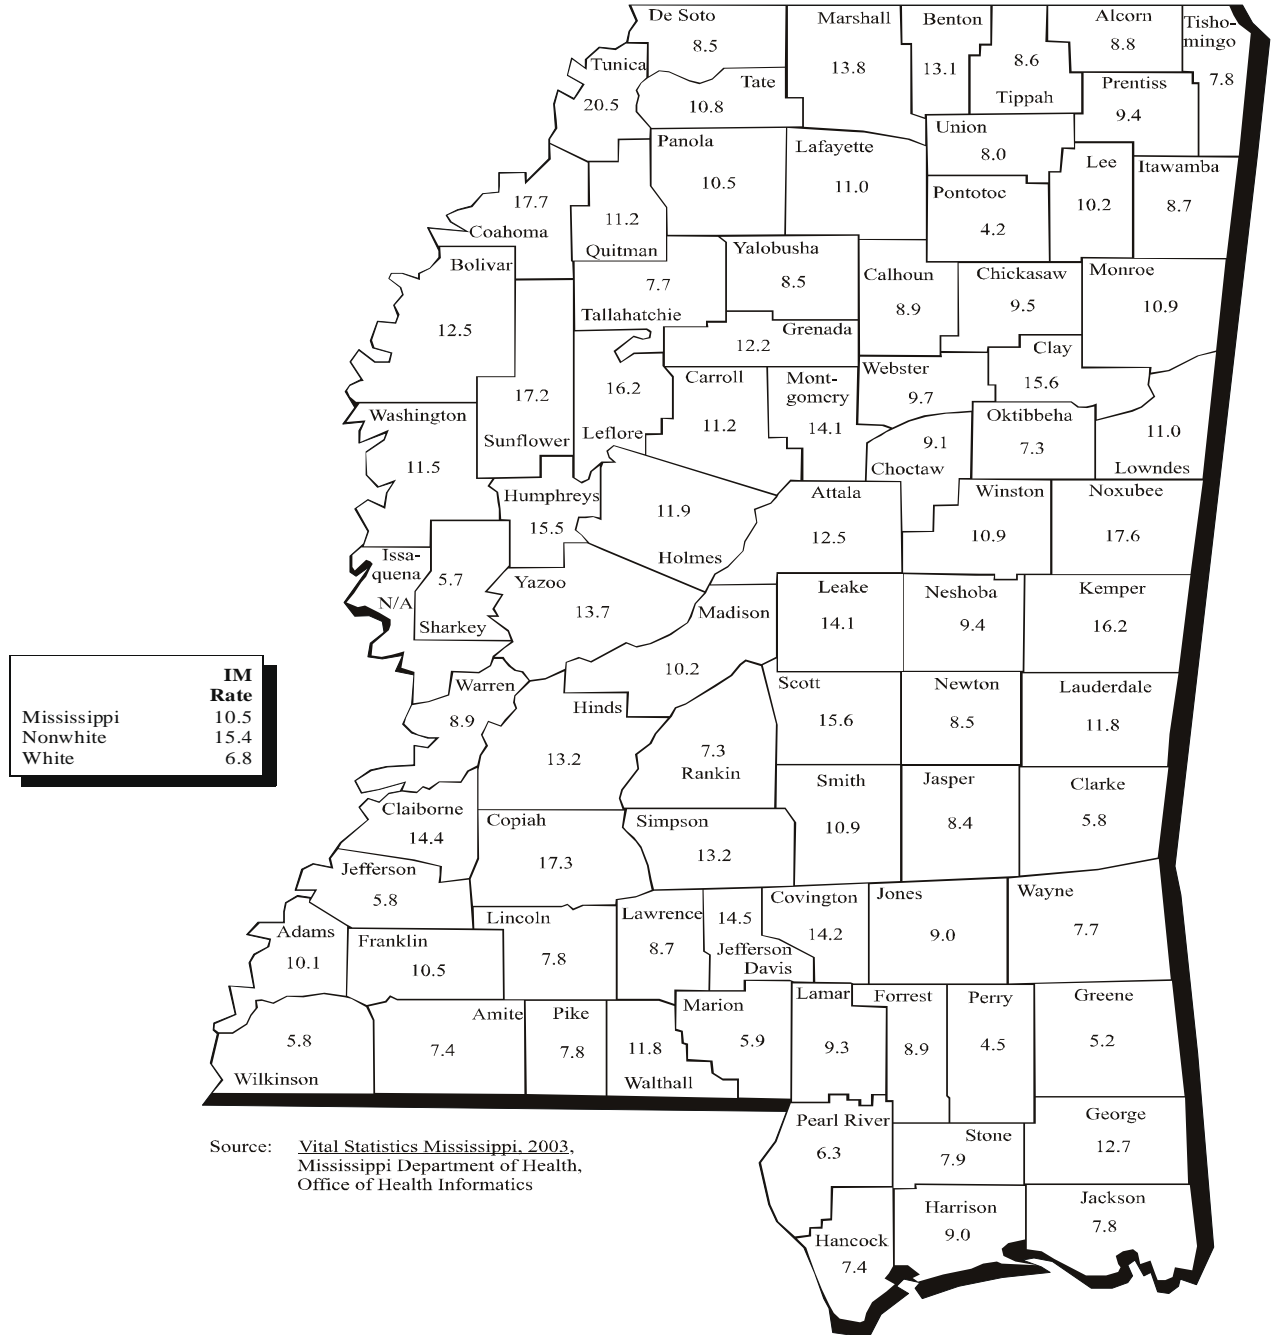 De Soto
8.5
Marshall
13.8
Benton
13.1
8.6
Tippah
Alcorn
8.8
Tisho-
mingo
7.8
Tunica
20.5
Tate
10.8
Prentiss
9.4
Panola
10.5
Lafayette
11.0
Union
8.0
Lee
10.2
Itawamba
8.7
17.7
Coahoma
11.2
Quitman
Pontotoc
4.2
Bolivar
12.5
7.7
Tallahatchie
Yalobusha
8.5
Calhoun
8.9
Chickasaw
9.5
Monroe
10.9
Grenada
12.2
Clay
15.6
17.2
Sunflower
16.2
Leflore
Carroll
11.2
Mont-
gomery
14.1
Webster
9.7
Washington
11.5
9.1
Choctaw
Oktibbeha
7.3
11.0
Lowndes
Humphreys
15.5
11.9
Holmes
Attala
12.5
Winston
10.9
Noxubee
17.6
Issa-
quena
N/A
5.7
Sharkey
Yazoo
13.7
Madison
10.2
Leake
14.1
Neshoba
9.4
Kemper
16.2
IM
Rate
Mississippi 10.5
Nonwhite 15.4
White 6.8
Warren
8.9
Hinds
13.2
7.3
Rankin
Scott
15.6
Newton
8.5
Lauderdale
11.8
Smith
10.9
Jasper
8.4
Clarke
5.8
Claiborne
14.4
Copiah
17.3
Simpson
13.2
Jefferson
5.8
Adams
10.1
Franklin
10.5
Lincoln
7.8
Lawrence
8.7
14.5
Jefferson
Davis
Covington
14.2
Jones
9.0
Wayne
7.7
5.8
Wilkinson
Amite
7.4
Pike
7.8
11.8
Walthall
Marion
5.9
Lamar
9.3
Forrest
8.9
Perry
4.5
Greene
5.2
Pearl River
6.3
Stone
7.9
George
12.7
Hancock
7.4
Harrison
9.0
Jackson
7.8
Source: Vital Statistics Mississippi, 2003,
Mississippi Department of Health,
Office of Health Informatics